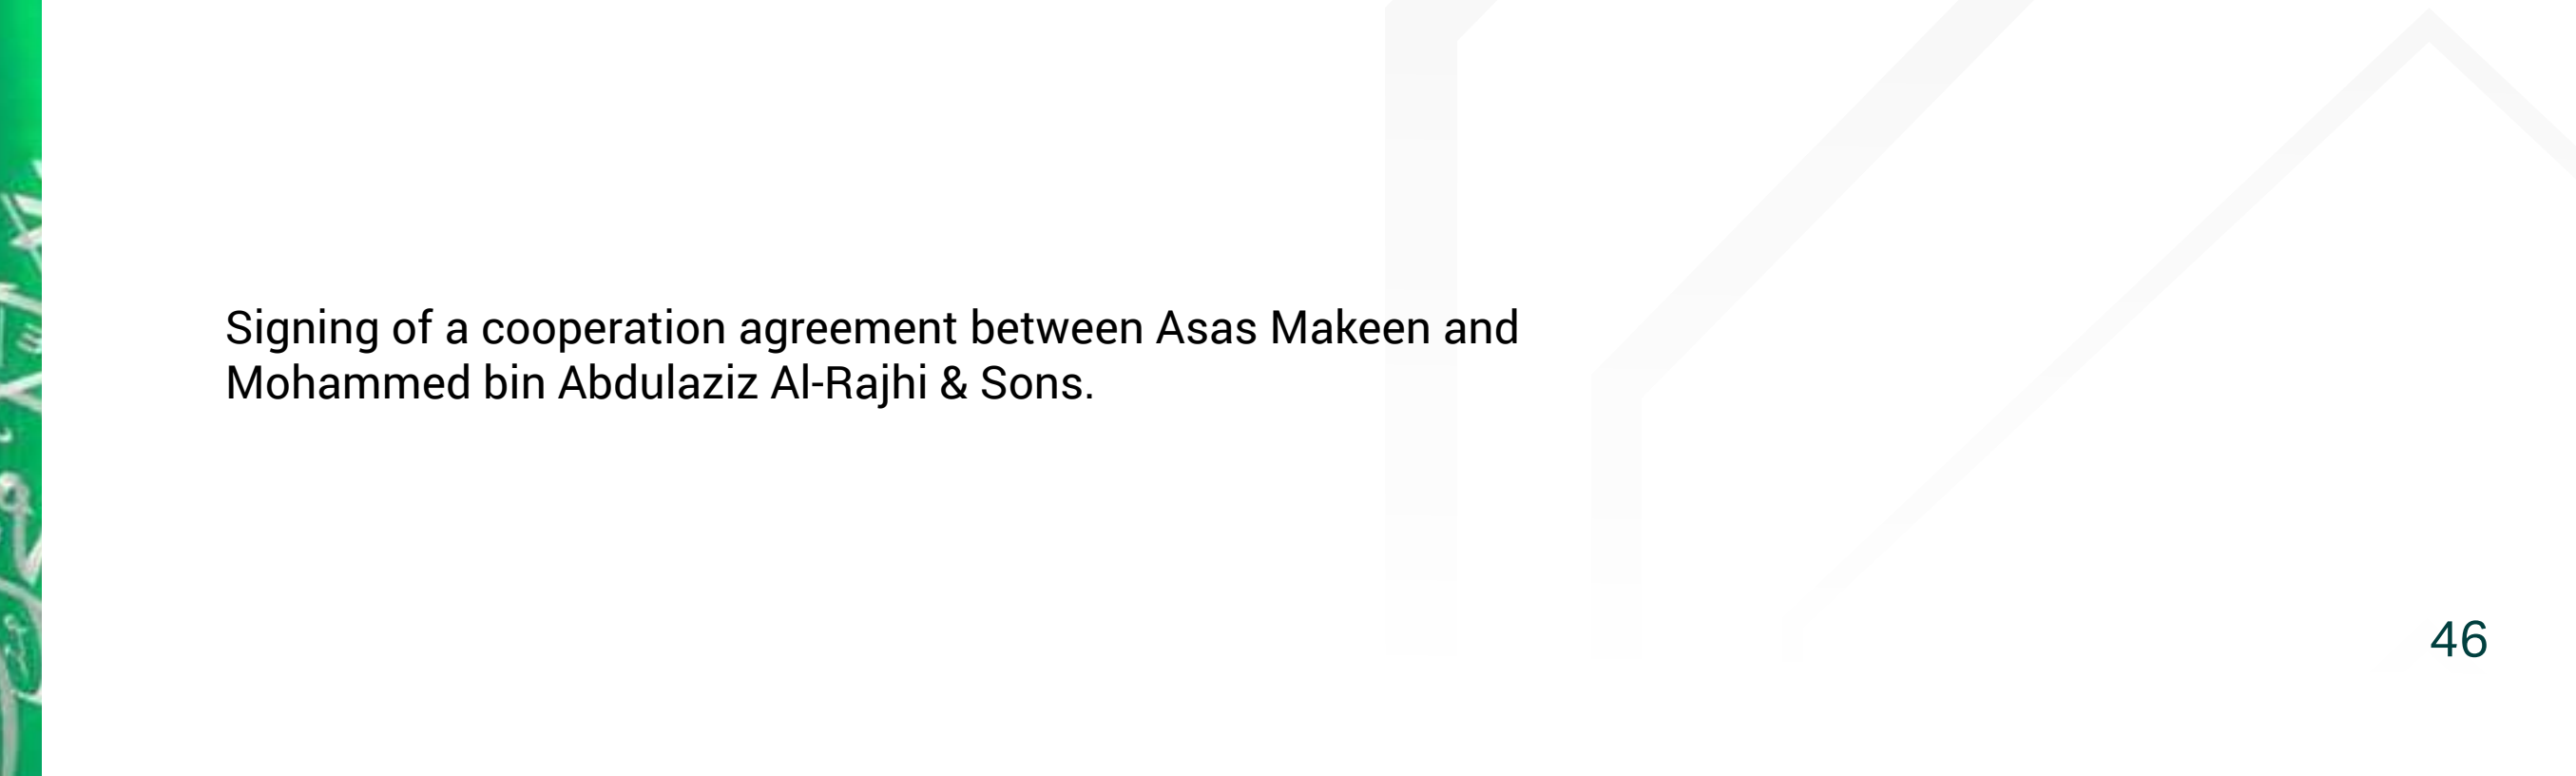 Signing of a cooperation agreement between Asas Makeen and
Mohammed bin Abdulaziz Al-Rajhi & Sons.
46